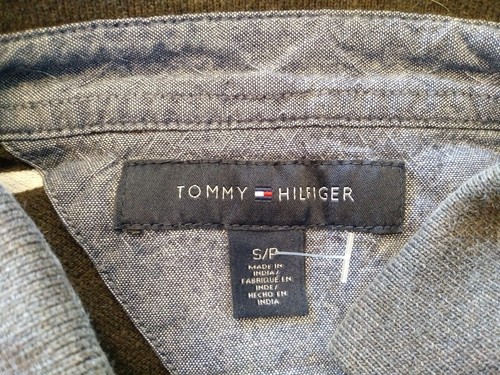 TOMMY HILFIGER
S/P
MADE IN
INDIA/
FABRIQUÉ EN
INDE/
HECHO EN
INDIA